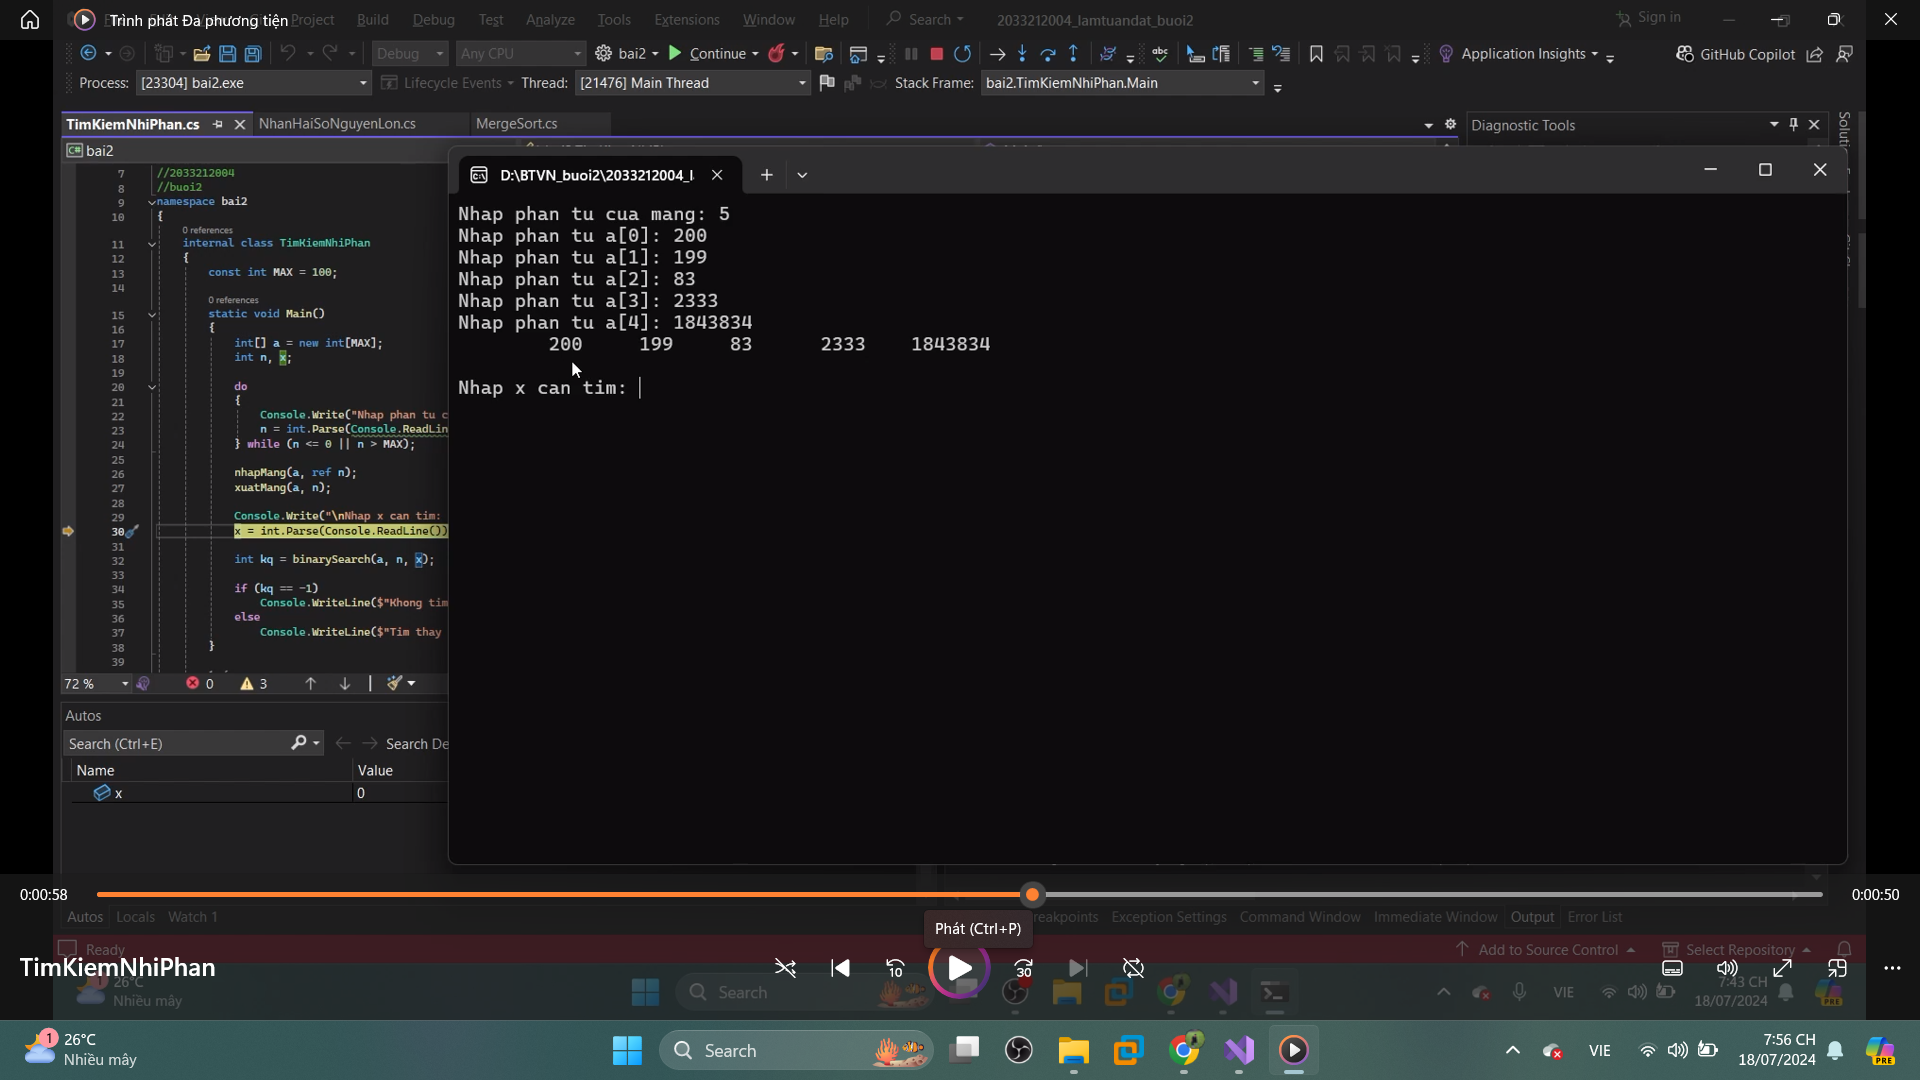 Trình phát Đa phương tiện
Project Build Debug Test Analyze Tools Extensions Window Help Search 2033212004_lamtuandat_buoi2 Sign in
Debug Any CPU bai2 Continue Application Insights GitHub Copilot
Process: [23304] bai2.exe Lifecycle Events Thread: [21476] Main Thread Stack Frame: bai2.TimKiemNhiPhan.Main
TimKiemNhiPhan.cs NhanHaiSoNguyenLon.cs MergeSort.cs Diagnostic Tools
bai2
7 //2033212004
8 //buoi2
9 namespace bai2
10 {
0 references
11 internal class TimKiemNhiPhan
12 {
13 const int MAX = 100;
14
0 references
15 static void Main()
16 {
17 int[] a = new int[MAX];
18 int n, x;
19
20 do
21 {
22 Console.Write("Nhap phan tu c
23 n = int.Parse(Console.ReadLin
24 } while (n <= 0 || n > MAX);
25
26 nhapMang(a, ref n);
27 xuatMang(a, n);
28
29 Console.Write("\nNhap x can tim:
30 x = int.Parse(Console.ReadLine())
31
32 int kq = binarySearch(a, n, x);
33
34 if (kq == -1)
35 Console.WriteLine($"Khong tim
36 else
37 Console.WriteLine($"Tim thay
38 }
39
72 % 0 3
D:\BTVN_buoi2\2033212004_l
Nhap phan tu cua mang: 5
Nhap phan tu a[0]: 200
Nhap phan tu a[1]: 199
Nhap phan tu a[2]: 83
Nhap phan tu a[3]: 2333
Nhap phan tu a[4]: 1843834
200 199 83 2333 1843834
Nhap x can tim:
Autos
Search (Ctrl+E) Search De
Name Value
x 0
0:00:58 0:00:50
Autos Locals Watch 1 reakpoints Exception Settings Command Window Immediate Window Output Error List
Phát (Ctrl+P)
Ready Add to Source Control Select Repository
TimKiemNhiPhan
10 30
26°C
Nhiều mây
Search VIE 7:43 CH
18/07/2024
1 26°C
Nhiều mây
Search VIE 7:56 CH
18/07/2024
PRE